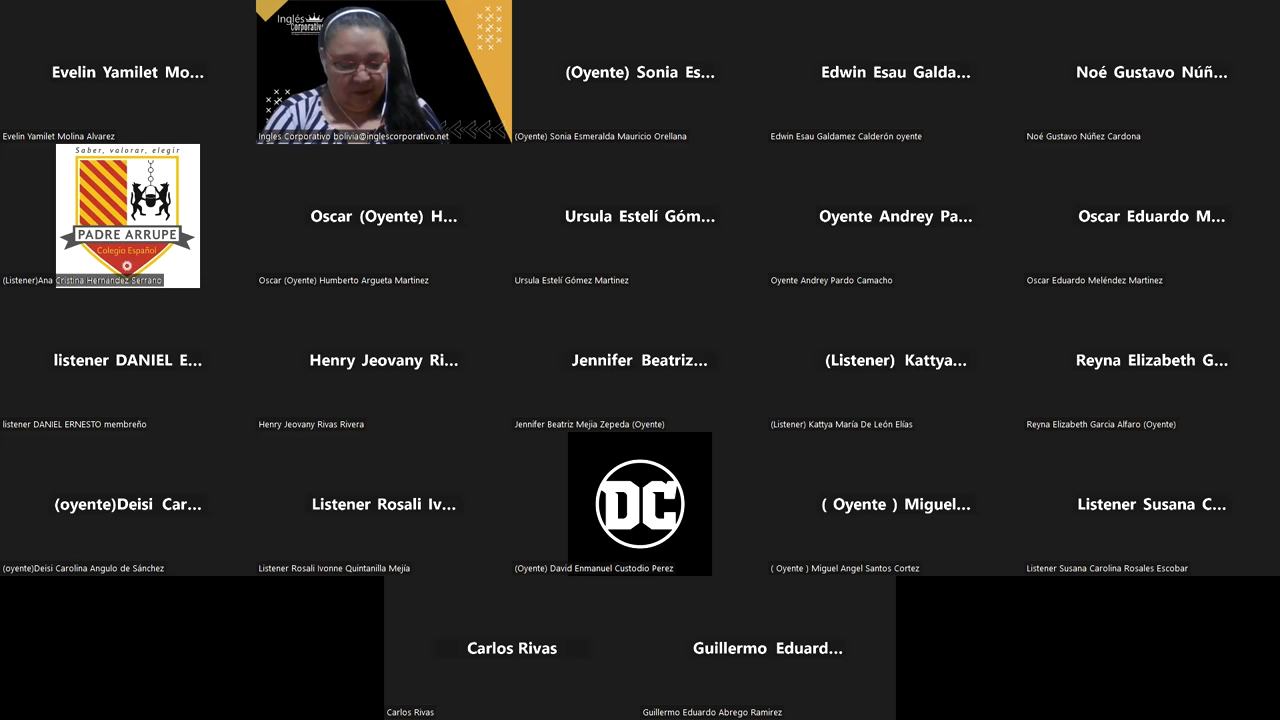 Evelin Yamilet Mo...
Evelin Yamilet Molina Alvarez
Inglés
Corporativo
Ingles Corporativo bolivia@inglescorporativo.net
(Oyente) Sonia Es...
(Oyente) Sonia Esmeralda Mauricio Orellana
Edwin Esau Galda...
Edwin Esau Galdamez Calderón oyente
Noé Gustavo Núñ...
Noé Gustavo Núñez Cardona
Saber, valorar, elegir
PADRE ARRUPE
Colegio Español
(Listener)Ana Cristina Hernandez Serrano
Oscar (Oyente) H...
Oscar (Oyente) Humberto Argueta Martinez
Ursula Estelí Góm...
Ursula Estelí Gómez Martinez
Oyente Andrey Pa...
Oyente Andrey Pardo Camacho
Oscar Eduardo M...
Oscar Eduardo Meléndez Martinez
listener DANIEL E...
listener DANIEL ERNESTO membreño
Henry Jeovany Ri...
Henry Jeovany Rivas Rivera
Jennifer Beatriz...
Jennifer Beatriz Mejia Zepeda (Oyente)
(Listener) Kattya...
(Listener) Kattya María De León Elías
Reyna Elizabeth G...
Reyna Elizabeth Garcia Alfaro (Oyente)
(oyente)Deisi Car...
(oyente)Deisi Carolina Angulo de Sánchez
Listener Rosali Iv...
Listener Rosali Ivonne Quintanilla Mejía
DC
(Oyente) David Enmanuel Custodio Perez
( Oyente ) Miguel...
( Oyente ) Miguel Angel Santos Cortez
Listener Susana C...
Listener Susana Carolina Rosales Escobar
Carlos Rivas
Carlos Rivas
Guillermo Eduard...
Guillermo Eduardo Abrego Ramirez